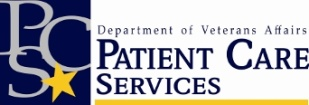 PCS
Department of Veterans Affairs
PATIENT CARE
SERVICES